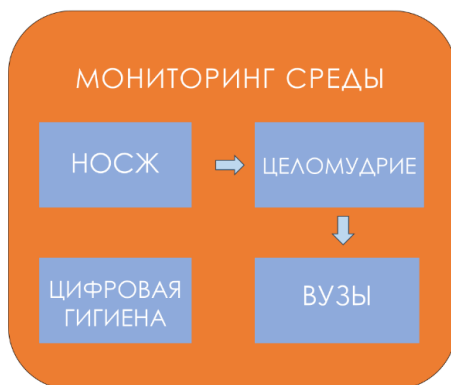 МОНИТОРИНГ СРЕДЫ
НОСЖ
ЦЕЛОМУДРИЕ
ЦИФРОВАЯ
ГИГИЕНА
ВУЗЫ